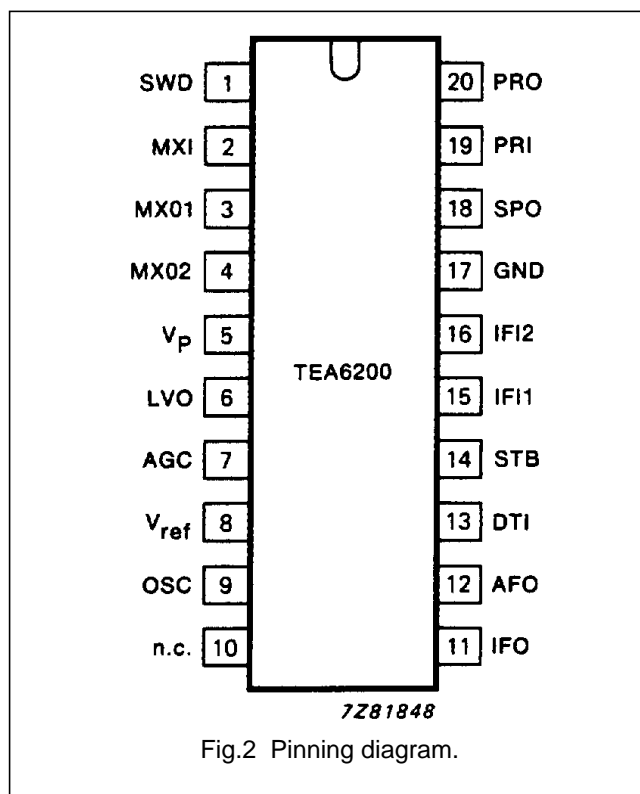 SWD 1 20 PRO
MXI 2 19 PRI
MX01 3 18 SPO
MX02 4 17 GND
VP 5 16 IFI2
TEA6200
LVO 6 15 IFI1
AGC 7 14 STB
Vref 8 13 DTI
OSC 9 12 AFO
n.c. 10 11 IFO
7Z81848
Fig.2 Pinning diagram.